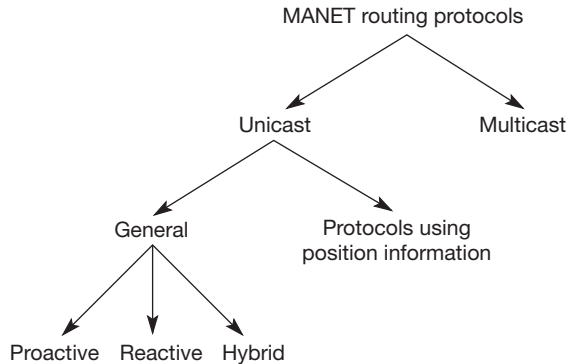 MANET routing protocols
Unicast
Multicast
General
Protocols using
position information
Proactive
Reactive
Hybrid